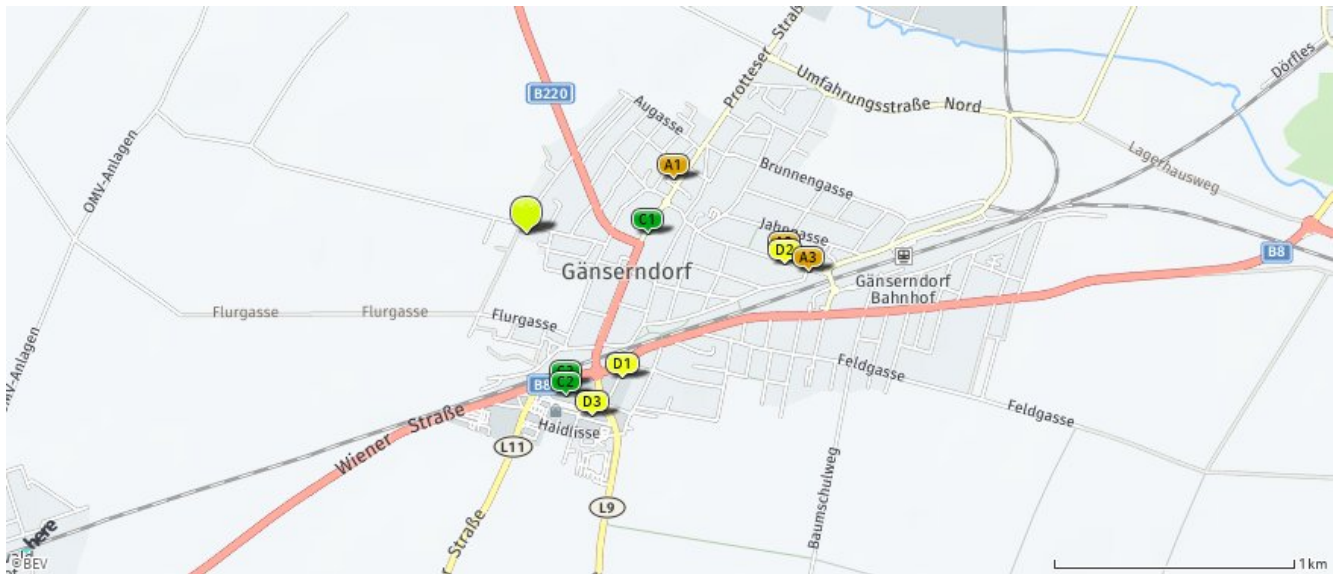 Protteser Straße
Dörfles
Umfahrungsstraße Nord
B220
Augasse
OMV-Anlagen
Lagerhausweg
A1
Brunnengasse
C1
Jahngasse
D2
A3
B8
Gänserndorf
Gänserndorf
Bahnhof
Flurgasse
Flurgasse
Flurgasse
D1
Feldgasse
C2
B8
D3
Feldgasse
Wiener Straße
Haidlisse
L11
L9
Baumschulweg
Straße
here
©BEV
1km